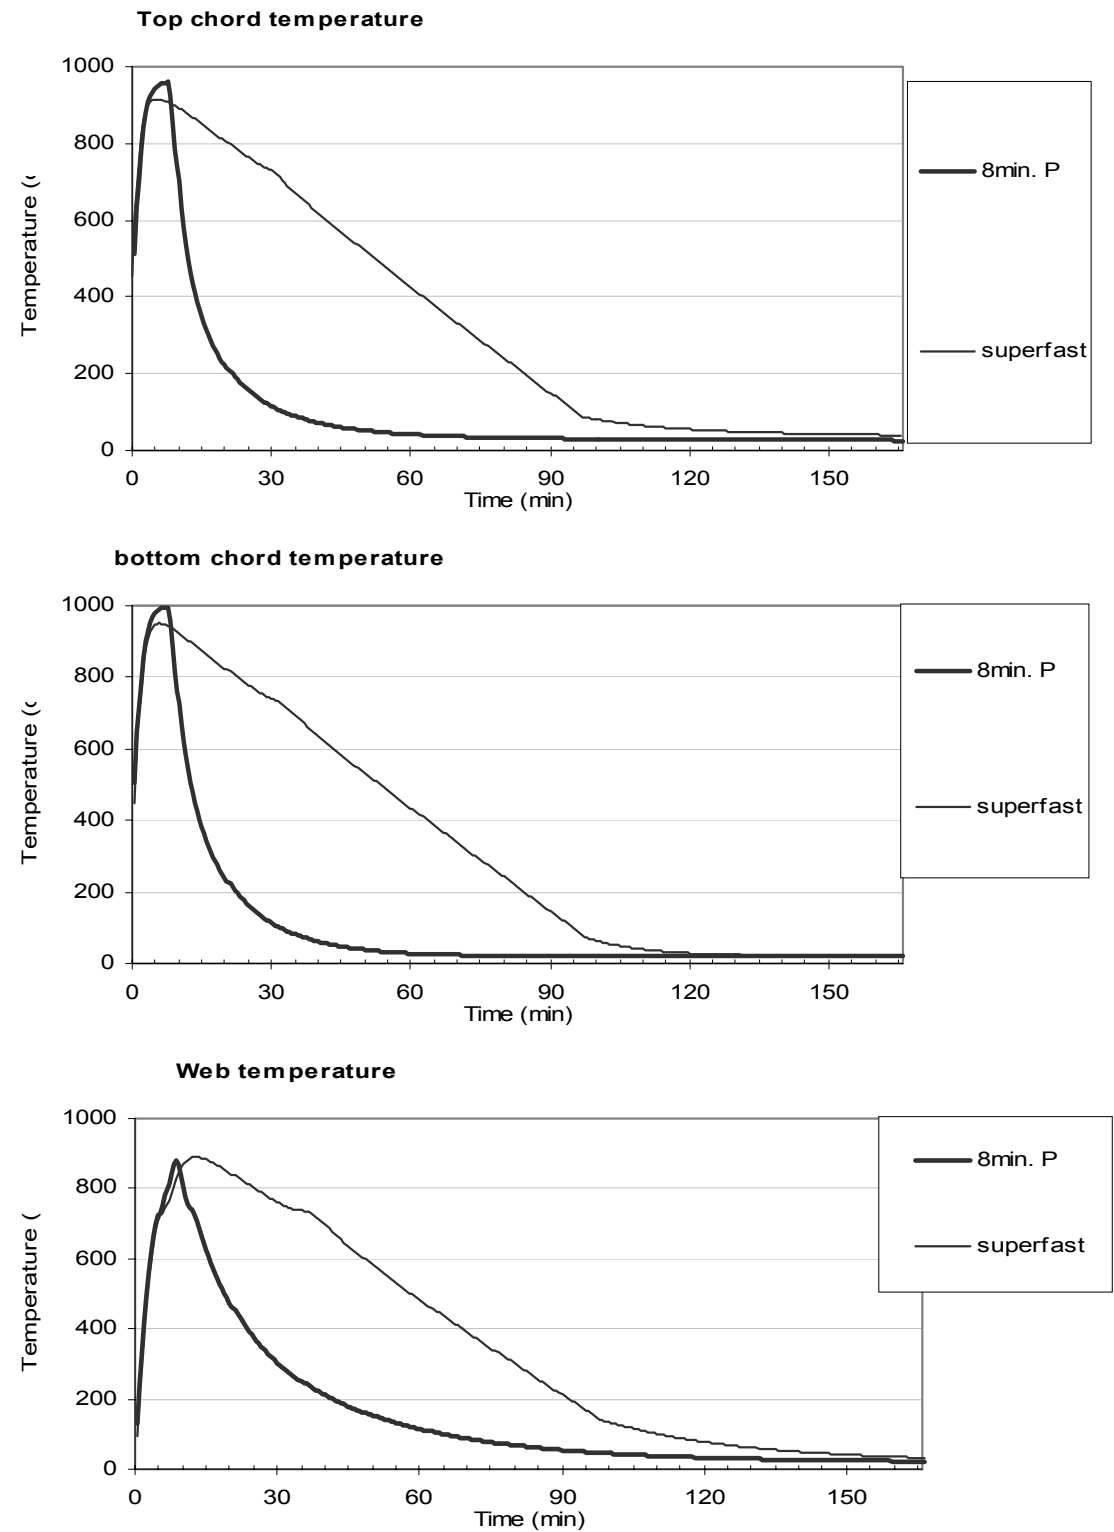 Top chord temperature
1000
800
600
400
200
0
Temperature (
0 30 60 90 120 150
Time (min)
8min. P
superfast
bottom chord temperature
1000
800
600
400
200
0
Temperature (
0 30 60 90 120 150
Time (min)
8min. P
superfast
Web temperature
1000
800
600
400
200
0
Temperature (
0 30 60 90 120 150
Time (min)
8min. P
superfast